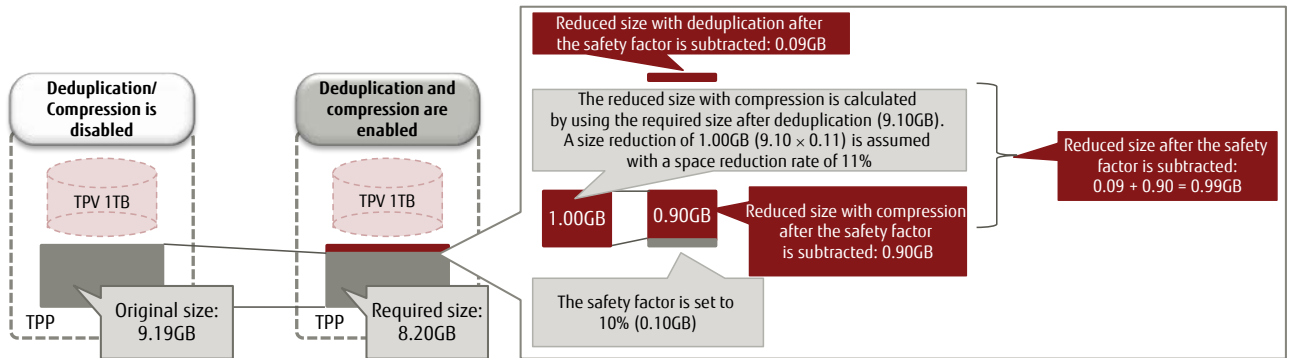 Deduplication/
Compression is
disabled
TPV 1TB
Original size:
9.19GB
TPP
Deduplication and
compression are
enabled
TPV 1TB
Required size:
8.20GB
TPP
Reduced size with deduplication after
the safety factor is subtracted: 0.09GB
The reduced size with compression is calculated
by using the required size after deduplication (9.10GB).
A size reduction of 1.00GB (9.10 × 0.11) is assumed
with a space reduction rate of 11%
1.00GB
0.90GB
Reduced size with compression
after the safety factor
is subtracted: 0.90GB
The safety factor is set to
10% (0.10GB)
Reduced size after the safety
factor is subtracted:
0.09 + 0.90 = 0.99GB